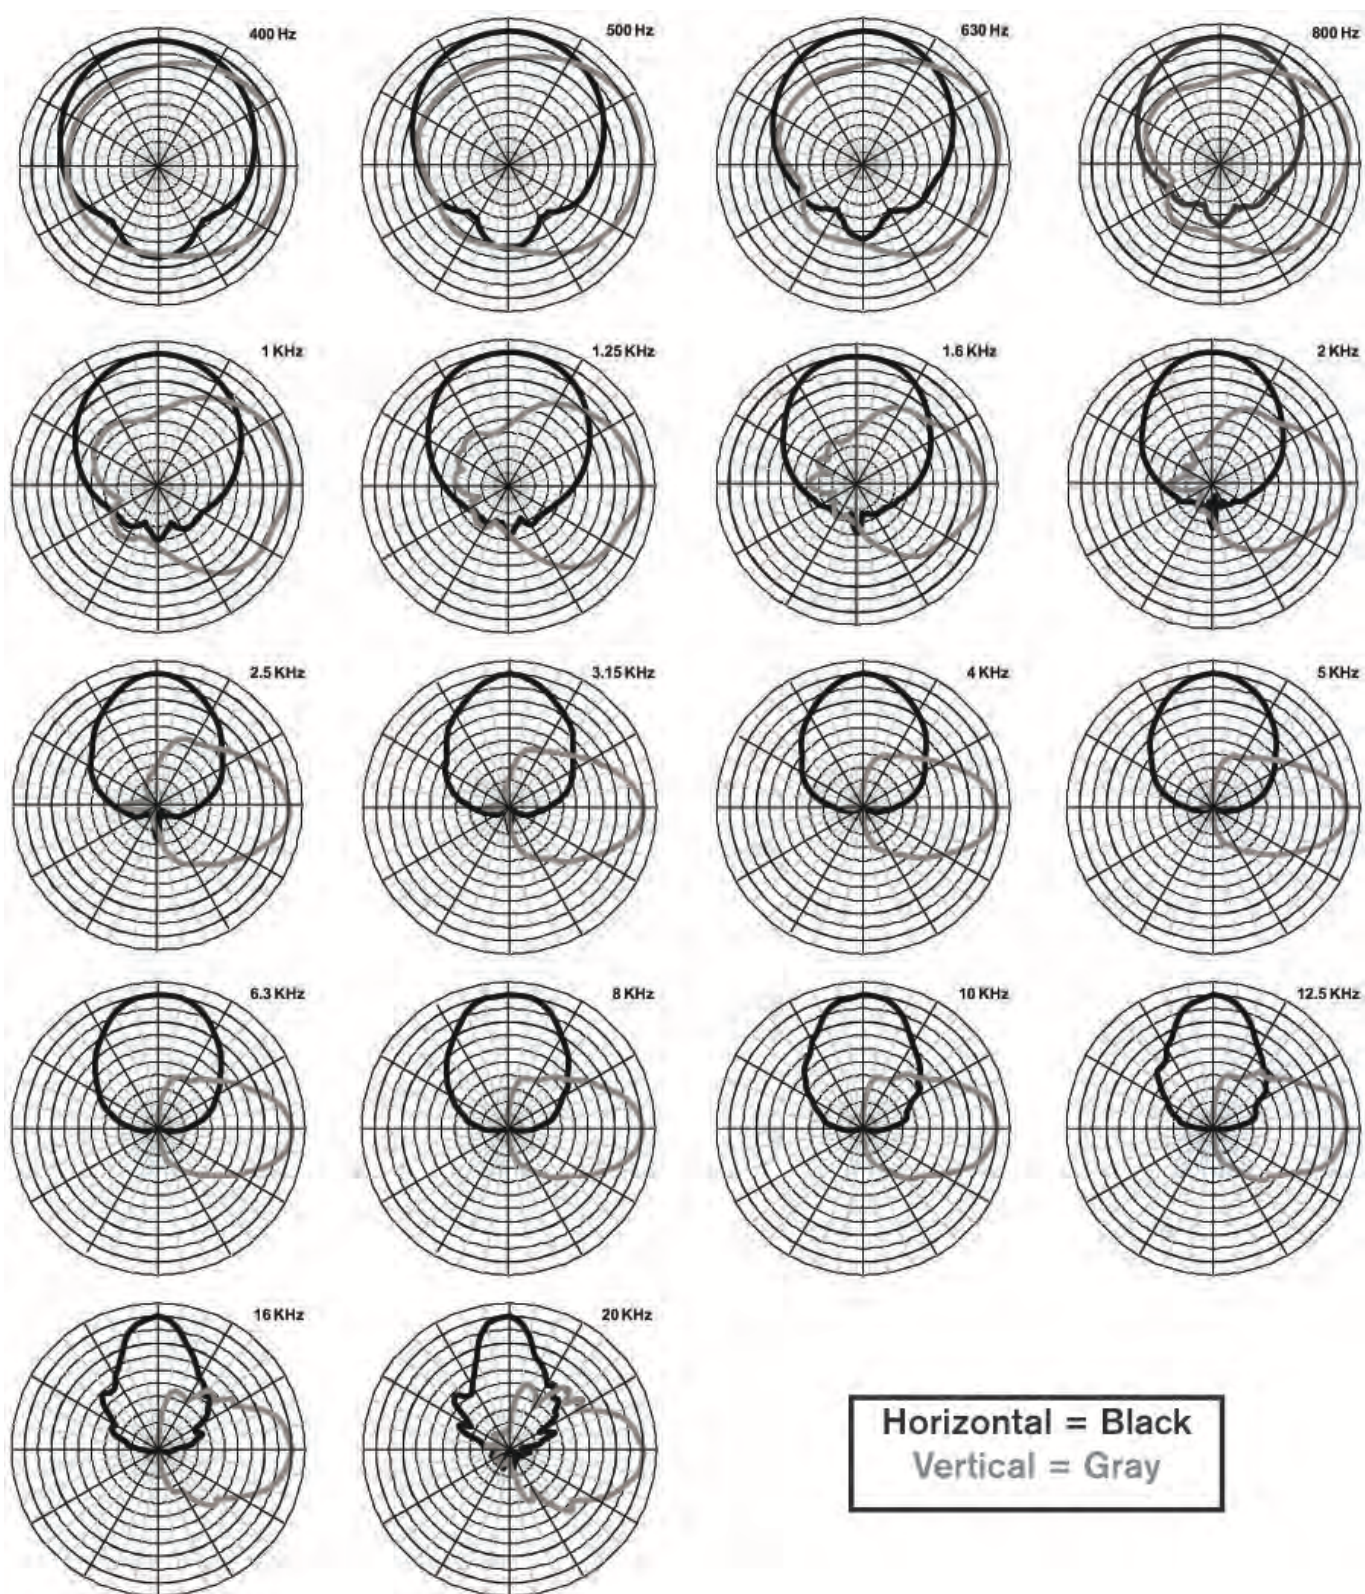 400 Hz
500 Hz
630 Hz
800 Hz
1 KHz
1.25 KHz
1.6 KHz
2 KHz
2.5 KHz
3.15 KHz
4 KHz
5 KHz
6.3 KHz
8 KHz
10 KHz
12.5 KHz
16 KHz
20 KHz
Horizontal = Black
Vertical = Gray